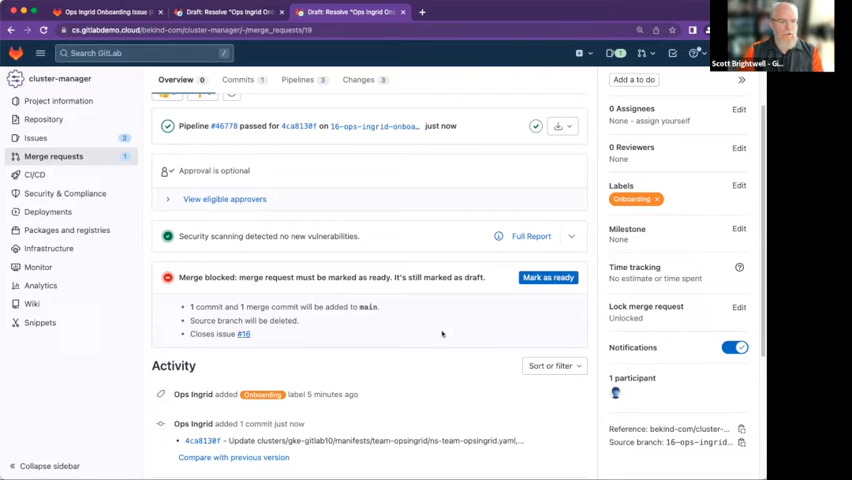 Ops Ingrid Onboarding Issue (
Draft: Resolve "Ops Ingrid On
Draft: Resolve "Ops Ingrid On
cs.gitlabdemo.cloud/bekind-com/cluster-manager/-/merge_requests/19
Search GitLab
1
Scott Brightwell - Gi...
cluster-manager
Project information
Repository
Issues 3
Merge requests 1
CI/CD
Security & Compliance
Deployments
Packages and registries
Infrastructure
Monitor
Analytics
Wiki
Snippets
Collapse sidebar
Overview 0 Commits 1 Pipelines 3 Changes 3
Pipeline #46778 passed for 4ca8130f on 16-ops-ingrid-onboa… just now
Approval is optional
View eligible approvers
Security scanning detected no new vulnerabilities. Full Report
Merge blocked: merge request must be marked as ready. It's still marked as draft. Mark as ready
1 commit and 1 merge commit will be added to main.
Source branch will be deleted.
Closes issue #16
Activity Sort or filter
Ops Ingrid added Onboarding label 5 minutes ago
Ops Ingrid added 1 commit just now
4ca8130f - Update clusters/gke-gitlab10/manifests/team-opsingrid/ns-team-opsingrid.yaml,...
Compare with previous version
Add a to do
0 Assignees Edit
None - assign yourself
0 Reviewers Edit
None
Labels Edit
Onboarding ×
Milestone Edit
None
Time tracking
No estimate or time spent
Lock merge request Edit
Unlocked
Notifications
1 participant
Reference: bekind-com/cluster-…
Source branch: 16-ops-ingrid…